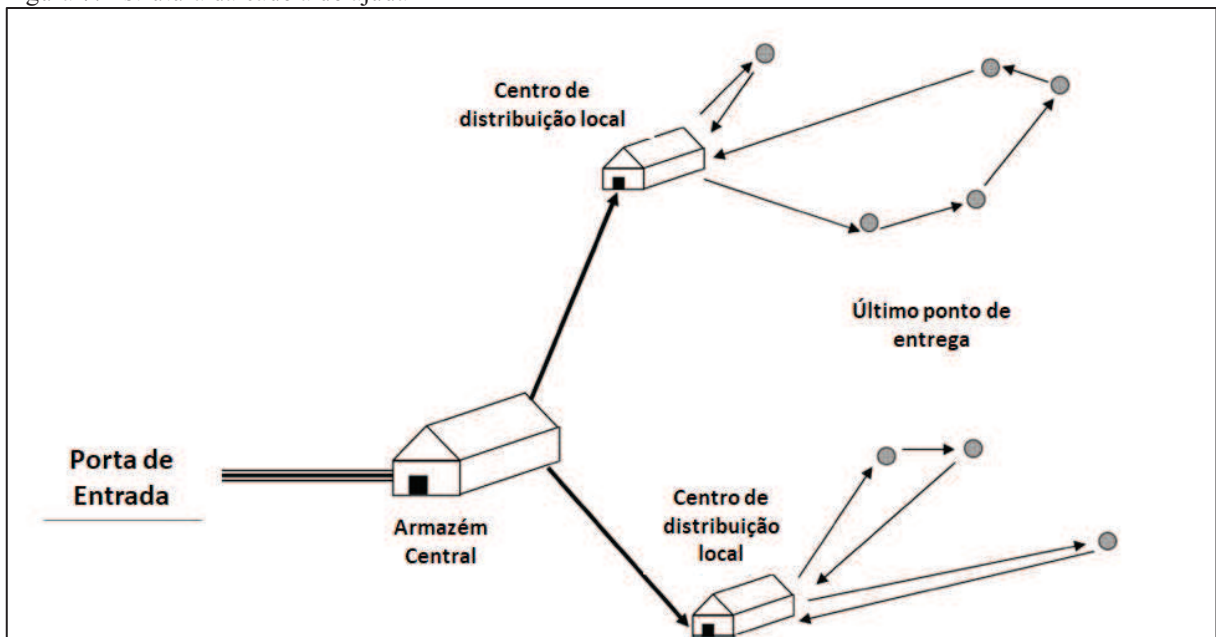 Centro de
distribuição local
Último ponto de
entrega
Porta de
Entrada
Armazém
Central
Centro de
distribuição
local